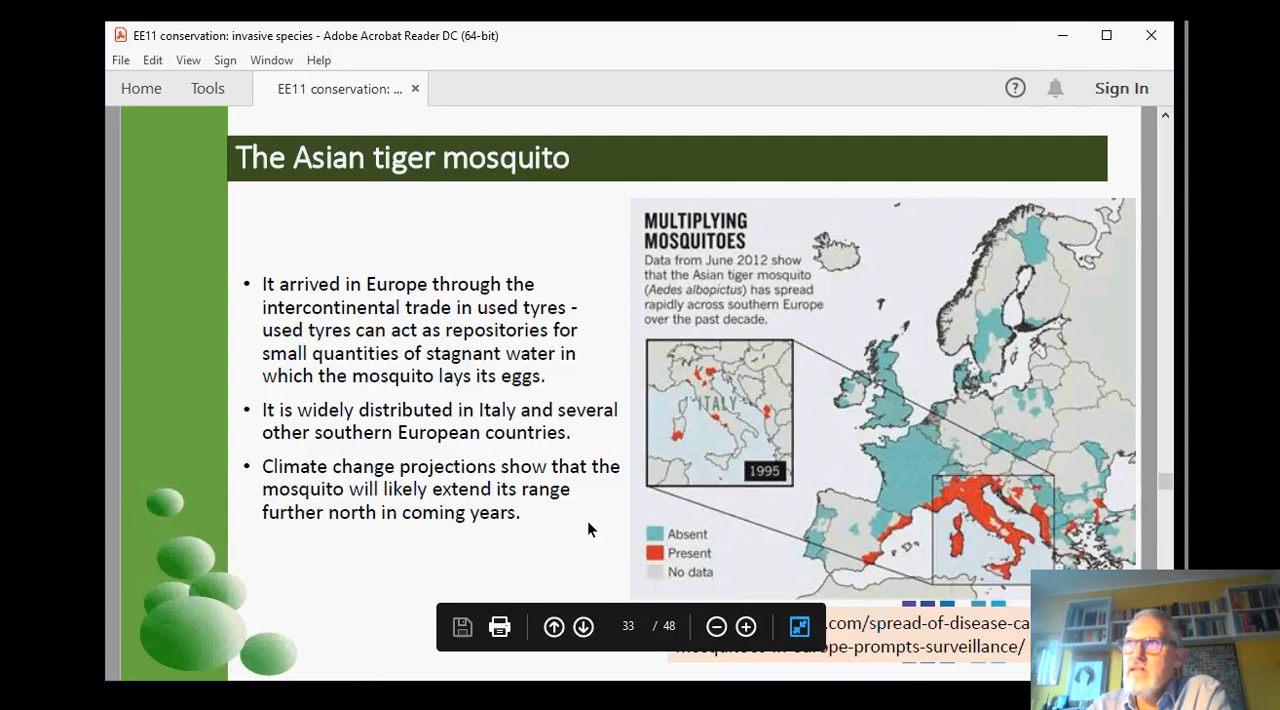 EE11 conservation: invasive species - Adobe Acrobat Reader DC (64-bit)
File Edit View Sign Window Help
Home Tools EE11 conservation: ... × Sign In
The Asian tiger mosquito
• It arrived in Europe through the
intercontinental trade in used tyres -
used tyres can act as repositories for
small quantities of stagnant water in
which the mosquito lays its eggs.
• It is widely distributed in Italy and several
other southern European countries.
• Climate change projections show that the
mosquito will likely extend its range
further north in coming years.
MULTIPLYING
MOSQUITOES
Data from June 2012 show
that the Asian tiger mosquito
(Aedes albopictus) has spread
rapidly across southern Europe
over the past decade.
ITALY
1995
Absent
Present
No data
33 / 48
.com/spread-of-disease-ca
mosquitoes-in-europe-prompts-surveillance/